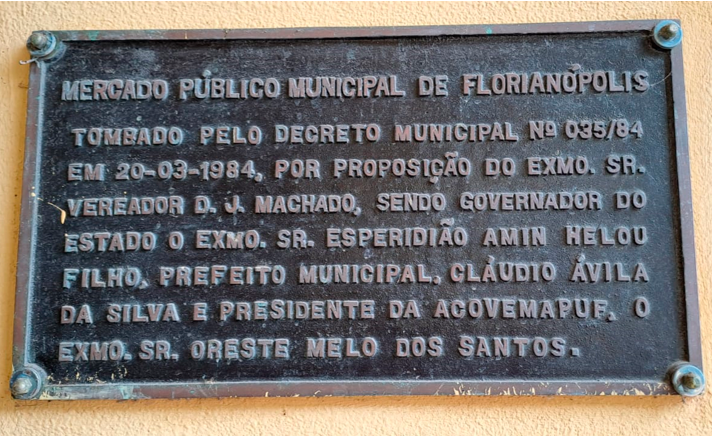 MERCADO PÚBLICO MUNICIPAL DE FLORIANÓPOLIS
TOMBADO PELO DECRETO MUNICIPAL Nº 035/84
EM 20-03-1984, POR PROPOSIÇÃO DO EXMO. SR.
VEREADOR D. J. MACHADO, SENDO GOVERNADOR DO
ESTADO O EXMO. SR. ESPERIDIÃO AMIN HELOU
FILHO, PREFEITO MUNICIPAL, CLÁUDIO ÁVILA
DA SILVA E PRESIDENTE DA ACOVEMAPUF, O
EXMO. SR. ORESTE MELO DOS SANTOS.